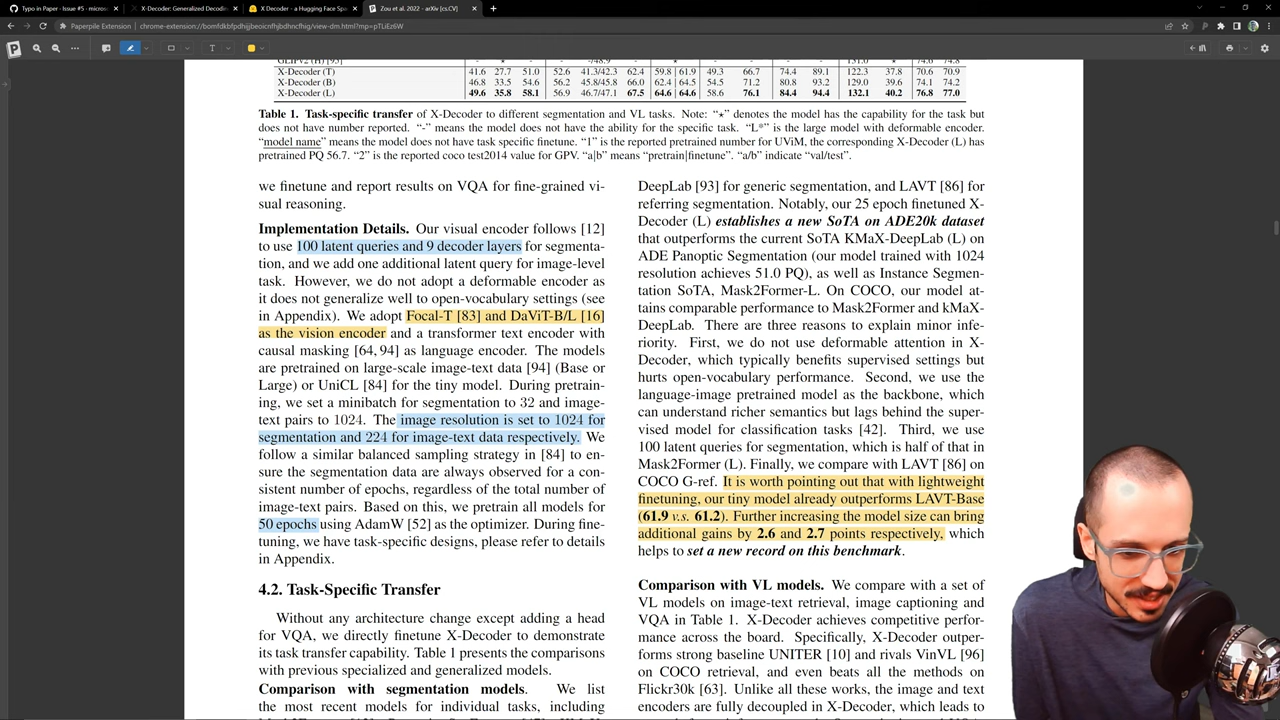 Typo in Paper · Issue #5 · micros
X-Decoder: Generalized Decodin
X Decoder - a Hugging Face Spa
Zou et al. 2022 - arXiv [cs.CV]
Paperpile Extension | chrome-extension://bomfdkbfpdhijjbeoicnfhjbdhncfhig/view-dm.html?mp=pTLiEz6W
X-Decoder (T) 41.6 27.7 51.0 52.6 41.3/42.3 62.4 59.8 | 61.9 49.3 66.7 74.4 89.1 122.3 37.8 70.6 70.9
X-Decoder (B) 46.8 33.5 54.6 56.2 45.8/45.8 66.0 62.4 | 64.5 54.5 71.2 80.8 93.2 129.0 39.6 74.1 74.2
X-Decoder (L) 49.6 35.8 58.1 56.9 46.7/47.1 67.5 64.6 | 64.6 58.6 76.1 84.4 94.4 132.1 40.2 76.8 77.0
Table 1. Task-specific transfer of X-Decoder to different segmentation and VL tasks. Note: “⋆” denotes the model has the capability for the task but
does not have number reported. “-” means the model does not have the ability for the specific task. “L*” is the large model with deformable encoder.
“model name” means the model does not have task specific finetune. “1” is the reported pretrained number for UViM, the corresponding X-Decoder (L) has
pretrained PQ 56.7. “2” is the reported coco test2014 value for GPV. “a|b” means “pretrain|finetune”. “a/b” indicate “val/test”.
we finetune and report results on VQA for fine-grained vi-
sual reasoning.
Implementation Details. Our visual encoder follows [12]
to use 100 latent queries and 9 decoder layers for segmenta-
tion, and we add one additional latent query for image-level
task. However, we do not adopt a deformable encoder as
it does not generalize well to open-vocabulary settings (see
in Appendix). We adopt Focal-T [83] and DaViT-B/L [16]
as the vision encoder and a transformer text encoder with
causal masking [64, 94] as language encoder. The models
are pretrained on large-scale image-text data [94] (Base or
Large) or UniCL [84] for the tiny model. During pretrain-
ing, we set a minibatch for segmentation to 32 and image-
text pairs to 1024. The image resolution is set to 1024 for
segmentation and 224 for image-text data respectively. We
follow a similar balanced sampling strategy in [84] to en-
sure the segmentation data are always observed for a con-
sistent number of epochs, regardless of the total number of
image-text pairs. Based on this, we pretrain all models for
50 epochs using AdamW [52] as the optimizer. During fine-
tuning, we have task-specific designs, please refer to details
in Appendix.
4.2. Task-Specific Transfer
Without any architecture change except adding a head
for VQA, we directly finetune X-Decoder to demonstrate
its task transfer capability. Table 1 presents the comparisons
with previous specialized and generalized models.
Comparison with segmentation models. We list
the most recent models for individual tasks, including
DeepLab [93] for generic segmentation, and LAVT [86] for
referring segmentation. Notably, our 25 epoch finetuned X-
Decoder (L) establishes a new SoTA on ADE20k dataset
that outperforms the current SoTA KMaX-DeepLab (L) on
ADE Panoptic Segmentation (our model trained with 1024
resolution achieves 51.0 PQ), as well as Instance Segmen-
tation SoTA, Mask2Former-L. On COCO, our model at-
tains comparable performance to Mask2Former and kMaX-
DeepLab. There are three reasons to explain minor infe-
riority. First, we do not use deformable attention in X-
Decoder, which typically benefits supervised settings but
hurts open-vocabulary performance. Second, we use the
language-image pretrained model as the backbone, which
can understand richer semantics but lags behind the super-
vised model for classification tasks [42]. Third, we use
100 latent queries for segmentation, which is half of that in
Mask2Former (L). Finally, we compare with LAVT [86] on
COCO G-ref. It is worth pointing out that with lightweight
finetuning, our tiny model already outperforms LAVT-Base
(61.9 v.s. 61.2). Further increasing the model size can bring
additional gains by 2.6 and 2.7 points respectively, which
helps to set a new record on this benchmark.
Comparison with VL models. We compare with a set of
VL models on image-text retrieval, image captioning and
VQA in Table 1. X-Decoder achieves competitive perfor-
mance across the board. Specifically, X-Decoder outper-
forms strong baseline UNITER [10] and rivals VinVL [96]
on COCO retrieval, and even beats all the methods on
Flickr30k [63]. Unlike all these works, the image and text
encoders are fully decoupled in X-Decoder, which leads to